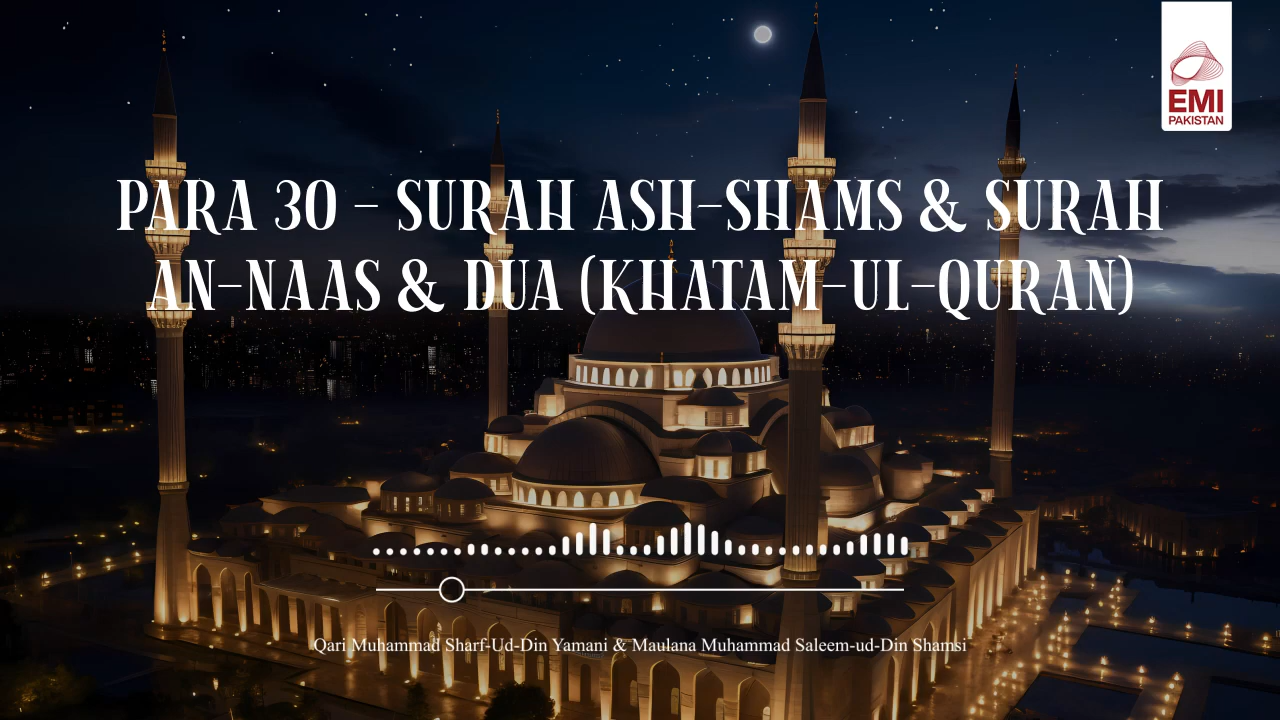 EMI
PAKISTAN
PARA 30 - SURAH ASH-SHAMS & SURAH
AN-NAAS & DUA (KHATAM-UL-QURAN)
Qari Muhammad Sharf-Ud-Din Yamani & Maulana Muhammad Saleem-ud-Din Shamsi